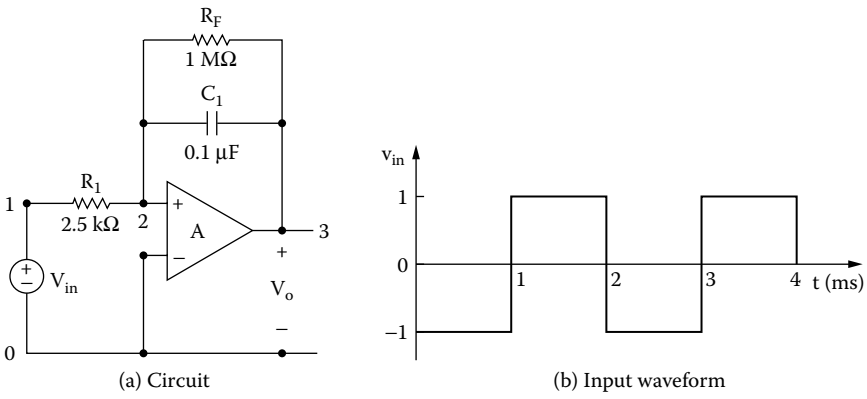 R_F
1 MΩ
C_1
0.1 μF
R_1
1
2.5 kΩ
2
+
A
−
3
+
−
V_in
+
V_o
−
0
(a) Circuit
v_in
1
0
−1
1
2
3
4
t (ms)
(b) Input waveform